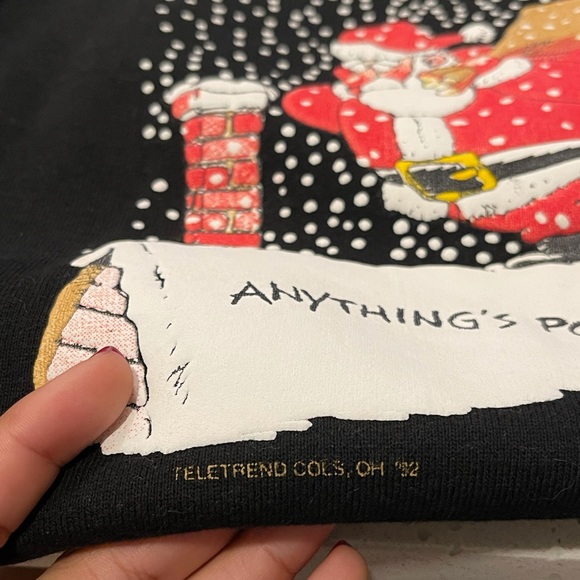 ANYTHING'S
TELETREND COLS, OH '92